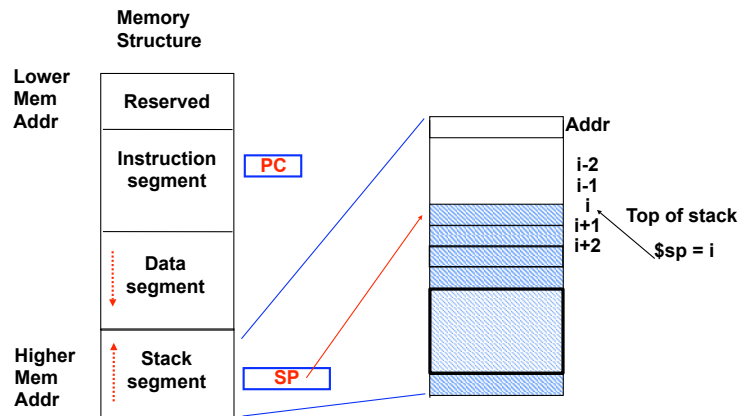 Memory
Structure
Lower
Mem
Addr
Reserved
Instruction
segment
PC
Data
segment
Higher
Mem
Addr
Stack
segment
SP
Addr
i-2
i-1
i
i+1
i+2
Top of stack
$sp = i